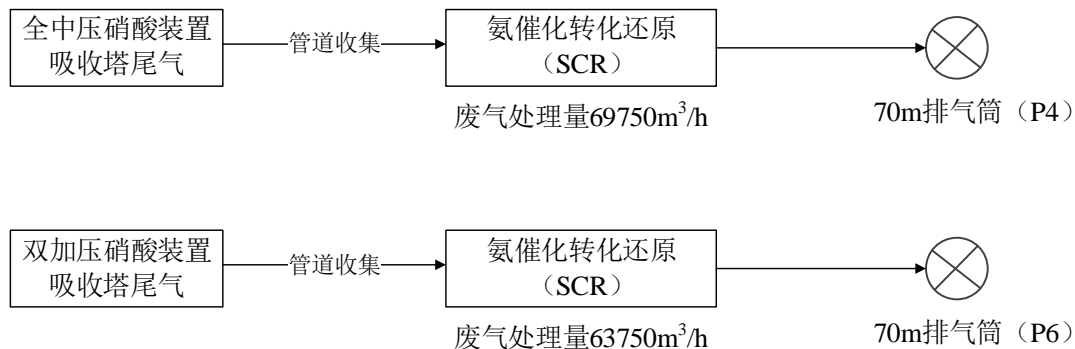 全中压硝酸装置
吸收塔尾气
管道收集
氨催化转化还原
（SCR）
废气处理量69750m³/h
70m排气筒（P4）
双加压硝酸装置
吸收塔尾气
管道收集
氨催化转化还原
（SCR）
废气处理量63750m³/h
70m排气筒（P6）